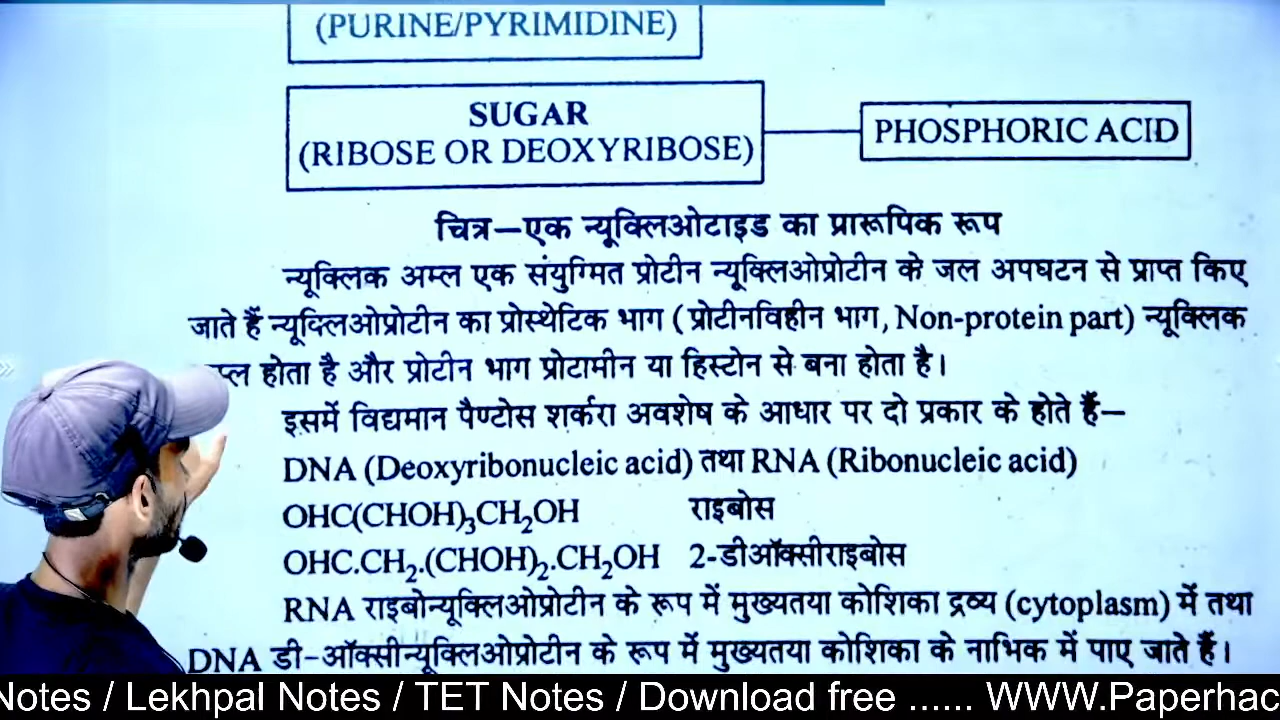 (PURINE/PYRIMIDINE)
SUGAR
(RIBOSE OR DEOXYRIBOSE)
PHOSPHORIC ACID
चित्र—एक न्यूक्लिओटाइड का प्रारूपिक रूप
न्यूक्लिक अम्ल एक संयुग्मित प्रोटीन न्यूक्लिओप्रोटीन के जल अपघटन से प्राप्त किए
जाते हैं न्यूक्लिओप्रोटीन का प्रोस्थेटिक भाग (प्रोटीनविहीन भाग, Non-protein part) न्यूक्लिक
होता है और प्रोटीन भाग प्रोटामीन या हिस्टोन से बना होता है।
इसमें विद्यमान पैण्टोस शर्करा अवशेष के आधार पर दो प्रकार के होते हैं—
DNA (Deoxyribonucleic acid) तथा RNA (Ribonucleic acid)
OHC(CHOH)₃CH₂OH राइबोस
OHC.CH₂.(CHOH)₂.CH₂OH 2-डीऑक्सीराइबोस
RNA राइबोन्यूक्लिओप्रोटीन के रूप में मुख्यतया कोशिका द्रव्य (cytoplasm) में तथा
DNA डी-ऑक्सीन्यूक्लिओप्रोटीन के रूप में मुख्यतया कोशिका के नाभिक में पाए जाते हैं।
Notes / Lekhpal Notes / TET Notes / Download free ...... WWW.Paperhac